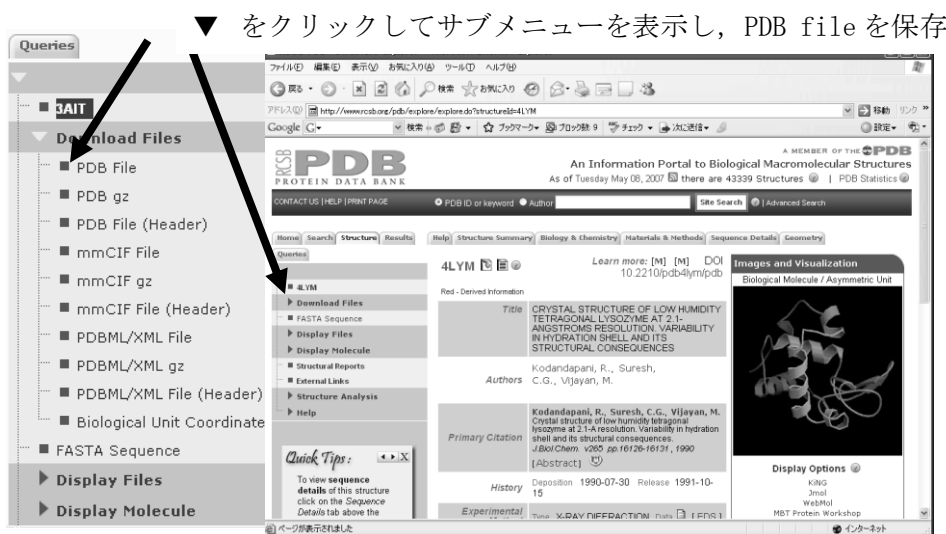 ▼ をクリックしてサブメニューを表示し, PDB file を保存
Queries
3AIT
Download Files
PDB File
PDB gz
PDB File (Header)
mmCIF File
mmCIF gz
mmCIF File (Header)
PDBML/XML File
PDBML/XML gz
PDBML/XML File (Header)
Biological Unit Coordinate
FASTA Sequence
Display Files
Display Molecule
ファイル(F) 編集(E) 表示(V) お気に入り(A) ツール(T) ヘルプ(H)
戻る 検索 お気に入り
アドレス(D) http://www.rcsb.org/pdb/explore/explore.do?structureId=4LYM 移動 リンク
Google G 検索 ブックマーク ブロック数: 9 チェック 次に送信 設定
RCSB PDB
PROTEIN DATA BANK
A MEMBER OF THE PDB
An Information Portal to Biological Macromolecular Structures
As of Tuesday May 08, 2007 there are 43339 Structures | PDB Statistics
CONTACT US | HELP | PRINT PAGE PDB ID or keyword Author Site Search | Advanced Search
Home Search Structure Results
Queries
4LYM
Download Files
FASTA Sequence
Display Files
Display Molecule
Structural Reports
External Links
Structure Analysis
Help
Quick Tips:
To view sequence
details of this structure
click on the Sequence
Details tab above the
Help Structure Summary Biology & Chemistry Materials & Methods Sequence Details Geometry
4LYM Learn more: [M] [M] DOI
10.2210/pdb4lym/pdb
Red - Derived Information
Title CRYSTAL STRUCTURE OF LOW HUMIDITY
TETRAGONAL LYSOZYME AT 2.1-
ANGSTROMS RESOLUTION. VARIABILITY
IN HYDRATION SHELL AND ITS
STRUCTURAL CONSEQUENCES
Authors Kodandapani, R., Suresh,
C.G., Vijayan, M.
Primary Citation Kodandapani, R., Suresh, C.G., Vijayan, M.
Crystal structure of low humidity tetragonal
lysozyme at 2.1-A resolution. Variability in hydration
shell and its structural consequences.
J.Biol.Chem. v265 pp.16126-16131, 1990
[Abstract]
History Deposition 1990-07-30 Release 1991-10-
15
Experimental
Type X-RAY DIFFRACTION Data [EDS]
Images and Visualization
Biological Molecule / Asymmetric Unit
Display Options
KiNG
Jmol
WebMol
MBT Protein Workshop
ページが表示されました インターネット